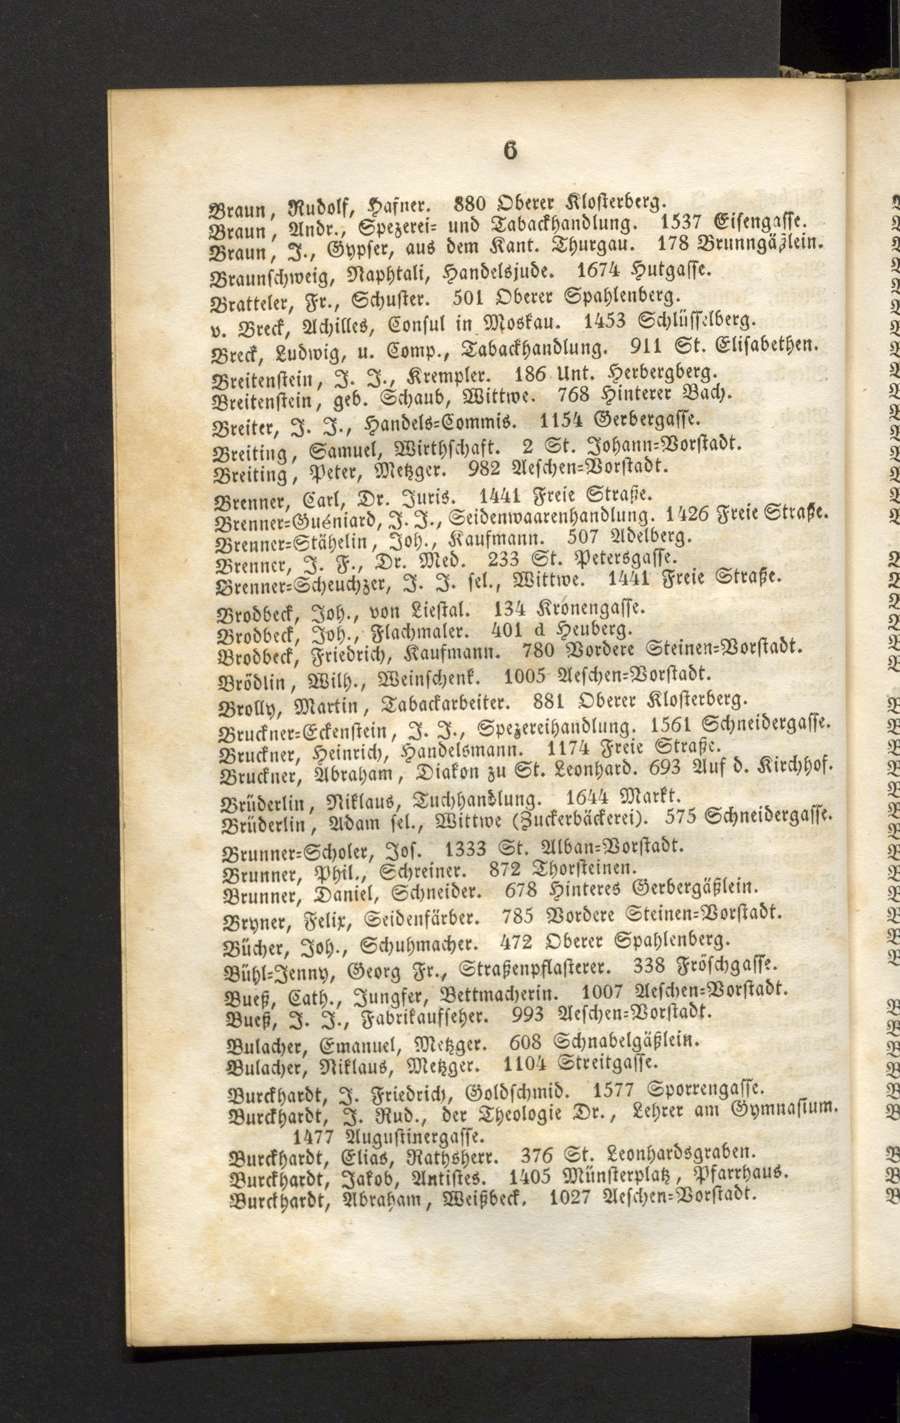 6
Braun, Rudolf, Hafner. 880 Oberer Klosterberg.
Braun, Andr., Spezerei- und Tabackhandlung. 1537 Eisengasse.
Braun, J., Gypser, aus dem Kant. Thurgau. 178 Brunngäßlein.
Braunschweig, Naphtali, Handelsjude. 1674 Hutgasse.
Bratteler, Fr., Schuster. 501 Oberer Spahlenberg.
v. Breck, Achilles, Consul in Moskau. 1453 Schlüsselberg.
Breck, Ludwig, u. Comp., Tabackhandlung. 911 St. Elisabethen.
Breitenstein, J. J., Krempler. 186 Unt. Herbergberg.
Breitenstein, geb. Schaub, Wittwe. 768 Hinterer Bach.
Breiter, J. J., Handels-Commis. 1154 Gerbergasse.
Breiting, Samuel, Wirthschaft. 2 St. Johann-Vorstadt.
Breiting, Peter, Metzger. 982 Aeschen-Vorstadt.
Brenner, Carl, Dr. Juris. 1441 Freie Straße.
Brenner-Guéniard, J. J., Seidenwaarenhandlung. 1426 Freie Straße.
Brenner-Stähelin, Joh., Kaufmann. 507 Adelberg.
Brenner, J. F., Dr. Med. 233 St. Petersgasse.
Brenner-Scheuchzer, J. J. sel., Wittwe. 1441 Freie Straße.
Brodbeck, Joh., von Liestal. 134 Kronengasse.
Brodbeck, Joh., Flachmaler. 401 d Heuberg.
Brodbeck, Friedrich, Kaufmann. 780 Vordere Steinen-Vorstadt.
Brödlin, Wilh., Weinschenk. 1005 Aeschen-Vorstadt.
Brolly, Martin, Tabackarbeiter. 881 Oberer Klosterberg.
Bruckner-Eckenstein, J. J., Spezereihandlung. 1561 Schneidergasse.
Bruckner, Heinrich, Handelsmann. 1174 Freie Straße.
Bruckner, Abraham, Diakon zu St. Leonhard. 693 Auf d. Kirchhof.
Brüderlin, Niklaus, Tuchhandlung. 1644 Markt.
Brüderlin, Adam sel., Wittwe (Zuckerbäckerei). 575 Schneidergasse.
Brunner-Scholer, Jos. 1333 St. Alban-Vorstadt.
Brunner, Phil., Schreiner. 872 Thorsteinen.
Brunner, Daniel, Schneider. 678 Hinteres Gerbergäßlein.
Bryner, Felix, Seidenfärber. 785 Vordere Steinen-Vorstadt.
Bücher, Joh., Schuhmacher. 472 Oberer Spahlenberg.
Bühl-Jenny, Georg Fr., Straßenpflasterer. 338 Fröschgasse.
Bueß, Cath., Jungfer, Bettmacherin. 1007 Aeschen-Vorstadt.
Bueß, J. J., Fabrikaufseher. 993 Aeschen-Vorstadt.
Bulacher, Emanuel, Metzger. 608 Schnabelgäßlein.
Bulacher, Niklaus, Metzger. 1104 Streitgasse.
Burckhardt, J. Friedrich, Goldschmid. 1577 Sporrengasse.
Burckhardt, J. Rud., der Theologie Dr., Lehrer am Gymnasium.
1477 Augustinergasse.
Burckhardt, Elias, Rathsherr. 376 St. Leonhardsgraben.
Burckhardt, Jakob, Antistes. 1405 Münsterplatz, Pfarrhaus.
Burckhardt, Abraham, Weißbeck. 1027 Aeschen-Vorstadt.